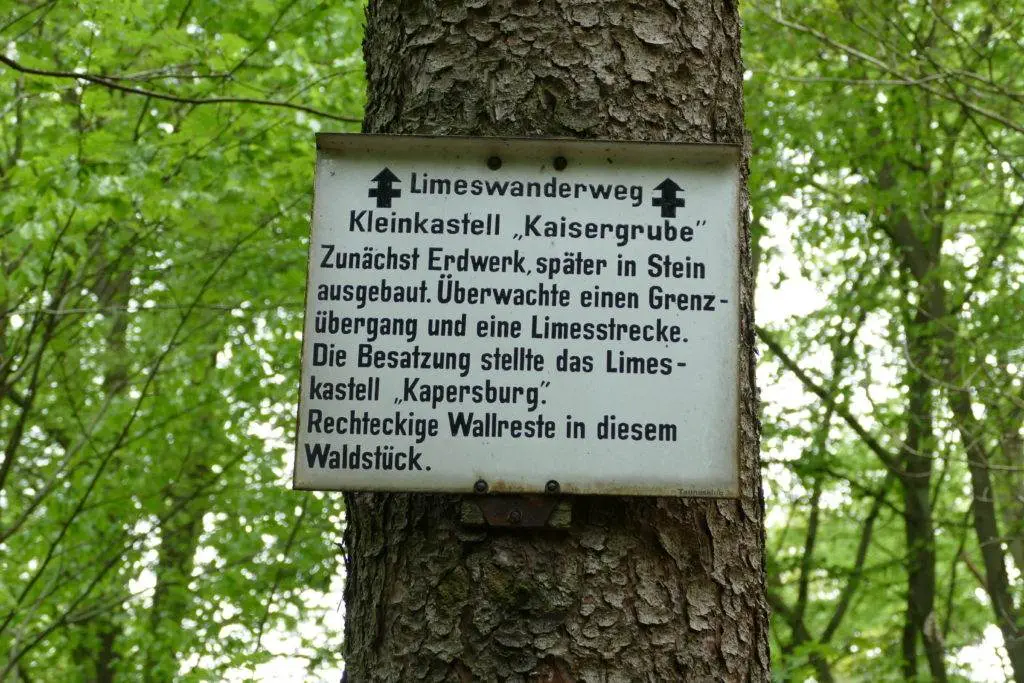 Limeswanderweg
Kleinkastell „Kaisergrube"
Zunächst Erdwerk, später in Stein
ausgebaut. Überwachte einen Grenz-
übergang und eine Limesstrecke.
Die Besatzung stellte das Limes-
kastell „Kapersburg".
Rechteckige Wallreste in diesem
Waldstück.
Taunusklub